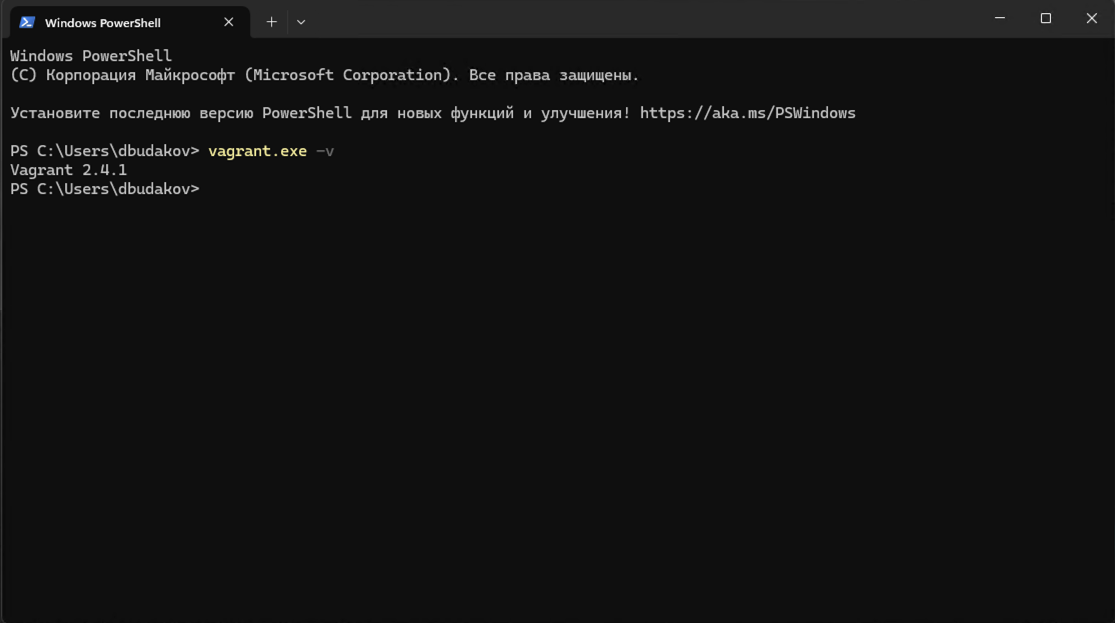 Windows PowerShell
Windows PowerShell
(C) Корпорация Майкрософт (Microsoft Corporation). Все права защищены.
Установите последнюю версию PowerShell для новых функций и улучшения! https://aka.ms/PSWindows
PS C:\Users\dbudakov> vagrant.exe -v
Vagrant 2.4.1
PS C:\Users\dbudakov>